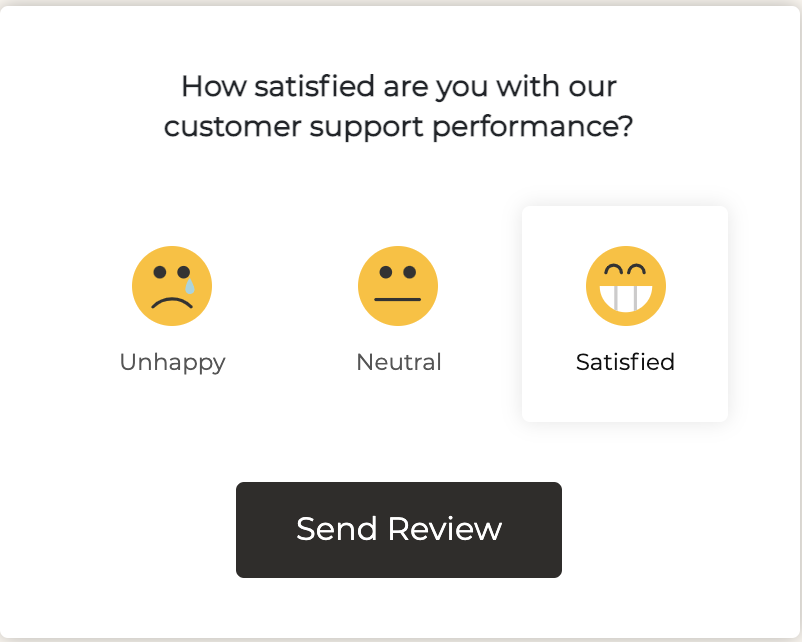 How satisfied are you with our
customer support performance?
Unhappy
Neutral
Satisfied
Send Review